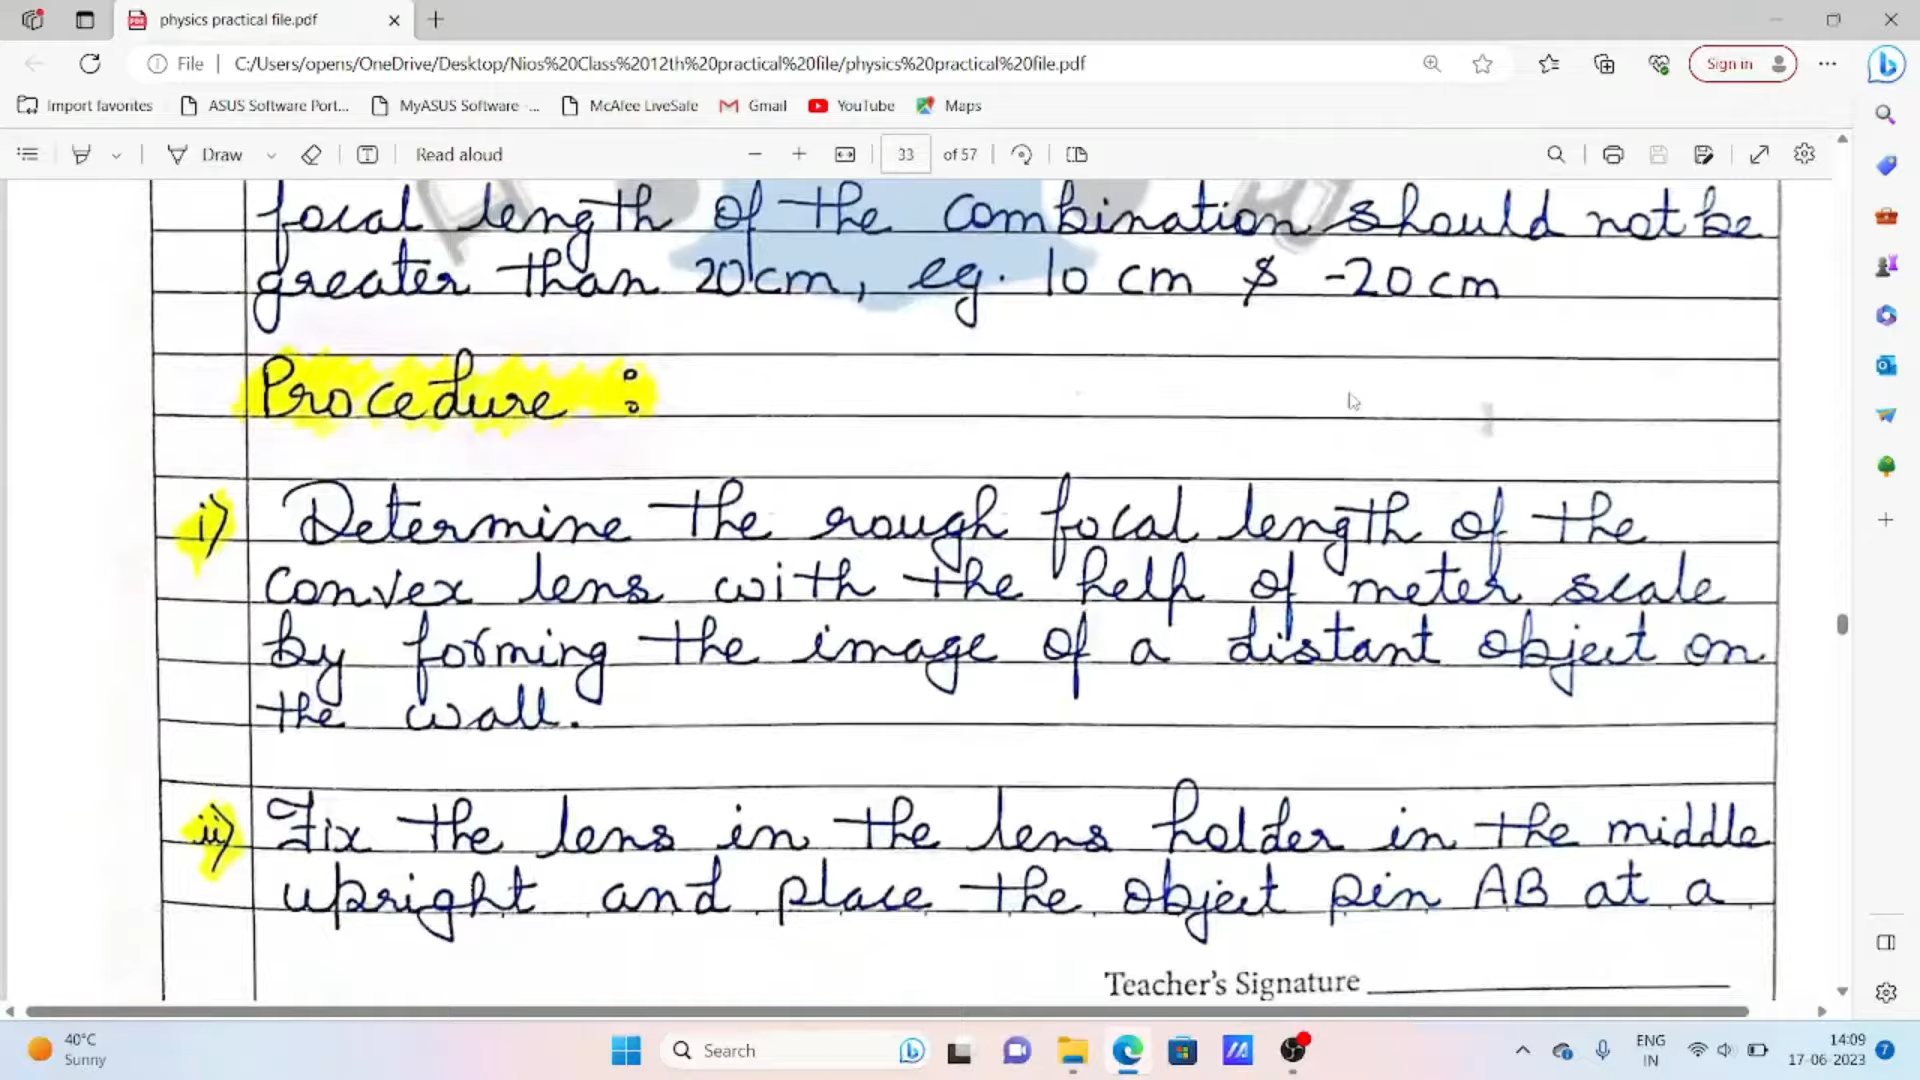 physics practical file.pdf
File
C:/Users/opens/OneDrive/Desktop/Nios%20Class%2012th%20practical%20file/physics%20practical%20file.pdf
Sign in
Import favorites
ASUS Software Port...
MyASUS Software -...
McAfee LiveSafe
Gmail
YouTube
Maps
Draw
Read aloud
33
of 57
focal length of the combination should not be
greater than 20cm, eg. 10 cm $ -20cm
Procedure :
i) Determine the rough focal length of the
convex lens with the help of meter scale
by forming the image of a distant object on
the wall.
ii) Fix the lens in the lens holder in the middle
upright and place the object pin AB at a
Teacher's Signature
40°C
Sunny
Search
ENG
IN
14:09
17-06-2023
7